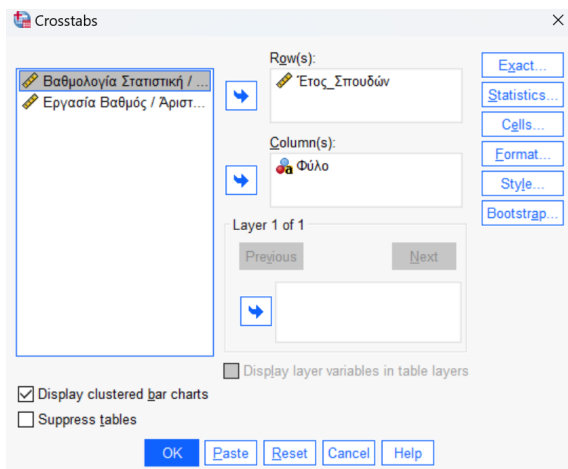 Crosstabs
Βαθμολογία Στατιστική / ...
Εργασία Βαθμός / Άριστ...
Row(s):
Έτος_Σπουδών
Column(s):
Φύλο
Layer 1 of 1
Previous
Next
Display layer variables in table layers
Exact...
Statistics...
Cells...
Format...
Style...
Bootstrap...
Display clustered bar charts
Suppress tables
OK Paste Reset Cancel Help